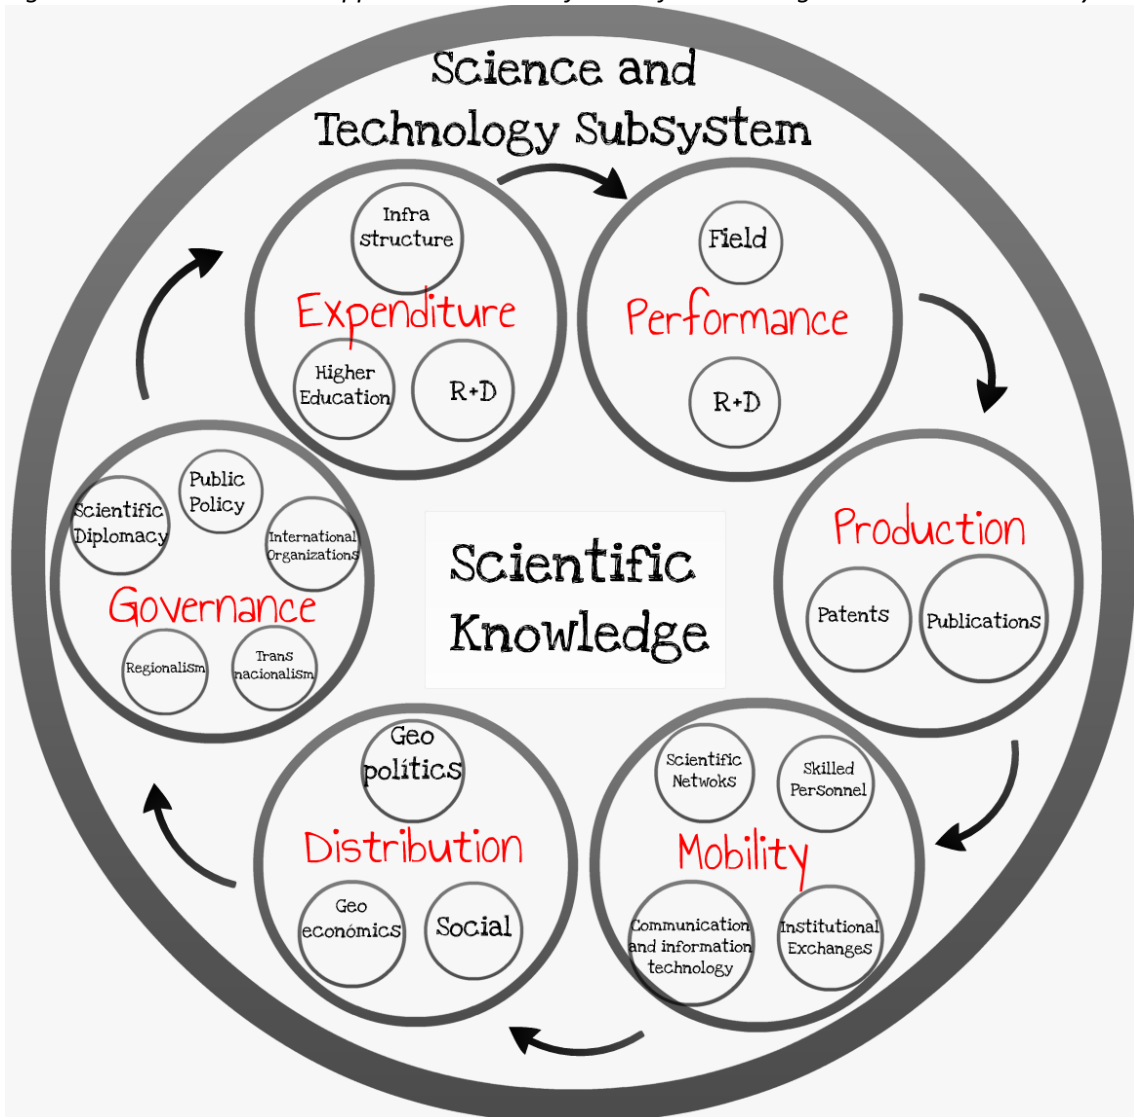 Science and
Technology Subsystem
Infra
structure
Expenditure
Higher
Education
R+D
Field
Performance
R+D
Production
Patents
Publications
Scientific
Netwoks
Skilled
Personnel
Mobility
Communication
and information
technology
Institutional
Exchanges
Geo
politics
Distribution
Geo
económics
Social
Scientific
Diplomacy
Public
Policy
International
Organizations
Governance
Regionalism
Trans
nacionalism
Scientific
Knowledge